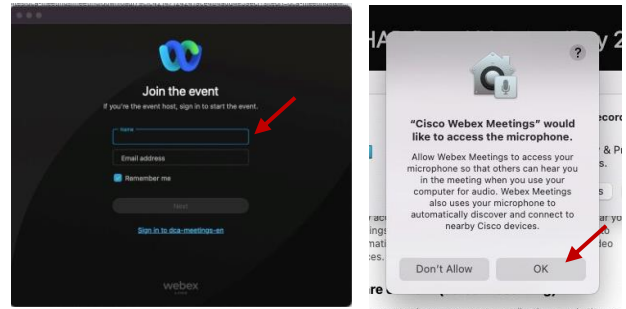 Join the event
If you're the event host, sign in to start the event.
Name
Email address
Remember me
Next
Sign in to dca-meetings-en
webex
HA
y 2
?
"Cisco Webex Meetings" would
like to access the microphone.
Allow Webex Meetings to access your
microphone so that others can hear you
in the meeting when you use your
computer for audio. Webex Meetings
also uses your microphone to
automatically discover and connect to
nearby Cisco devices.
Don't Allow
OK
ecord
& P
s.